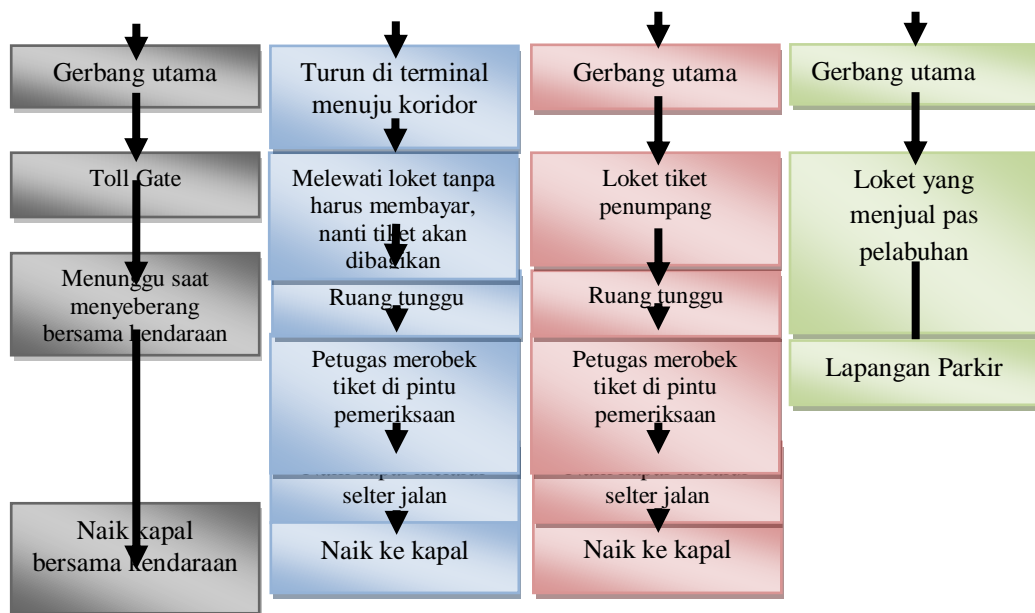 Gerbang utama
Toll Gate
Menunggu saat
menyeberang
bersama kendaraan
Naik kapal
bersama kendaraan
Turun di terminal
menuju koridor
Melewati loket tanpa
harus membayar,
nanti tiket akan
dibagikan
Ruang tunggu
Petugas merobek
tiket di pintu
pemeriksaan
selter jalan
Naik ke kapal
Gerbang utama
Loket tiket
penumpang
Ruang tunggu
Petugas merobek
tiket di pintu
pemeriksaan
selter jalan
Naik ke kapal
Gerbang utama
Loket yang
menjual pas
pelabuhan
Lapangan Parkir